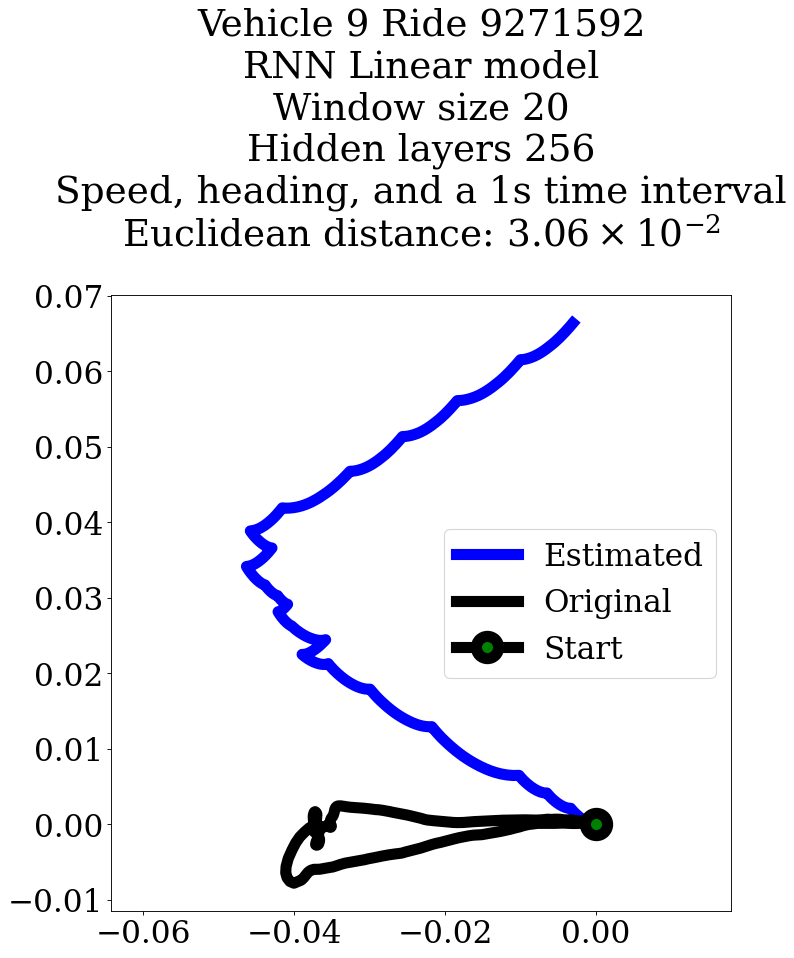 Vehicle 9 Ride 9271592
RNN Linear model
Window size 20
Hidden layers 256
Speed, heading, and a 1s time interval
Euclidean distance: 3.06 × 10⁻²
0.07
0.06
0.05
0.04
0.03
0.02
0.01
0.00
−0.01
Estimated
Original
Start
−0.06 −0.04 −0.02 0.00